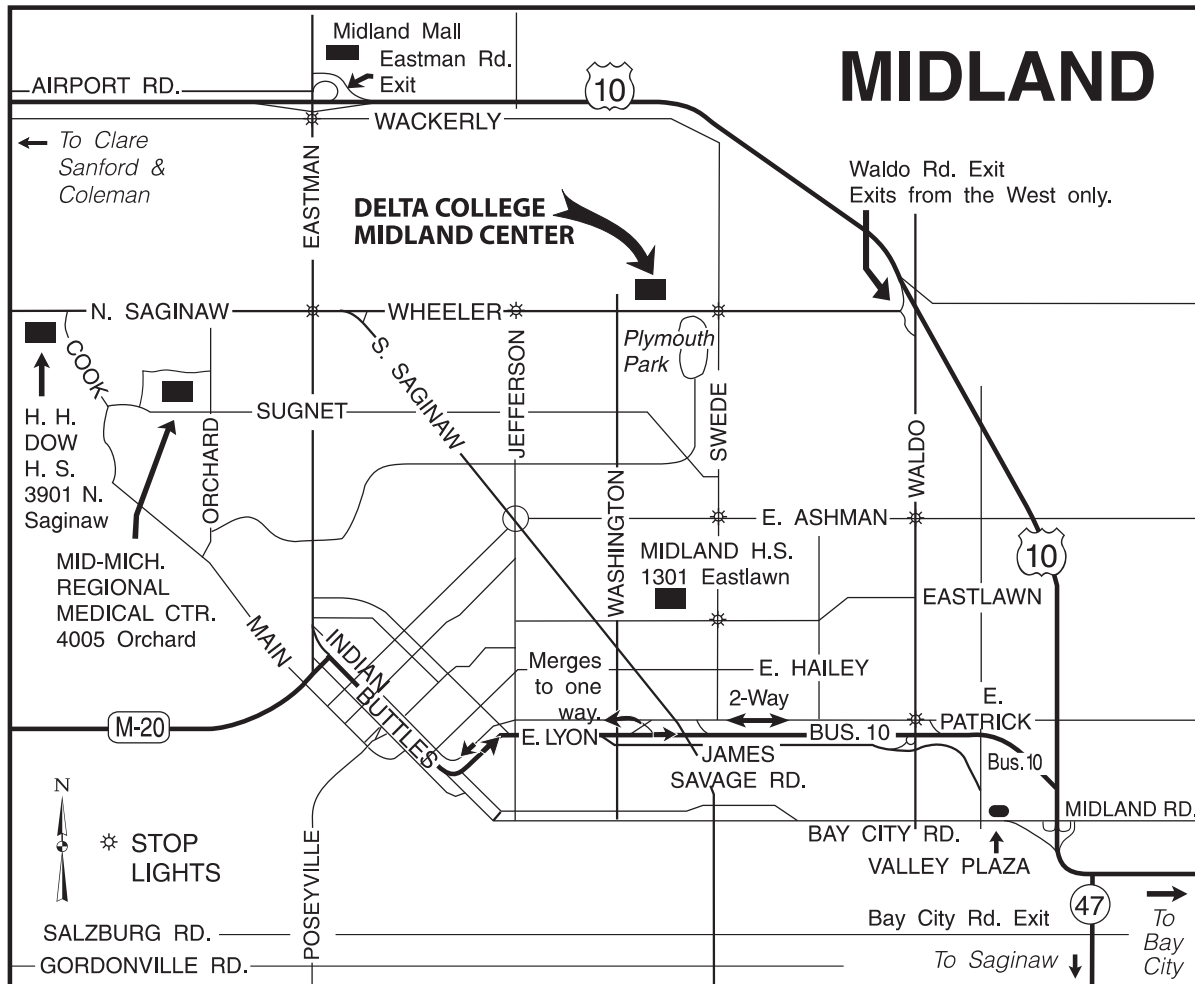 MIDLAND
Midland Mall
Eastman Rd.
Exit
AIRPORT RD.
10
WACKERLY
To Clare
Sanford &
Coleman
EASTMAN
DELTA COLLEGE
MIDLAND CENTER
Waldo Rd. Exit
Exits from the West only.
N. SAGINAW
WHEELER
COOK
S. SAGINAW
JEFFERSON
Plymouth
Park
SWEDE
H. H.
DOW
H. S.
3901 N.
Saginaw
SUGNET
ORCHARD
WALDO
WASHINGTON
E. ASHMAN
MIDLAND H.S.
1301 Eastlawn
10
MID-MICH.
REGIONAL
MEDICAL CTR.
4005 Orchard
EASTLAWN
MAIN
INDIAN
BUTTLES
Merges
to one
way.
E. HAILEY
2-Way
E.
PATRICK
M-20
E. LYON
BUS. 10
JAMES
SAVAGE RD.
Bus. 10
N
STOP
LIGHTS
POSEYVILLE
MIDLAND RD.
BAY CITY RD.
VALLEY PLAZA
Bay City Rd. Exit
47
To
Bay
City
SALZBURG RD.
GORDONVILLE RD.
To Saginaw